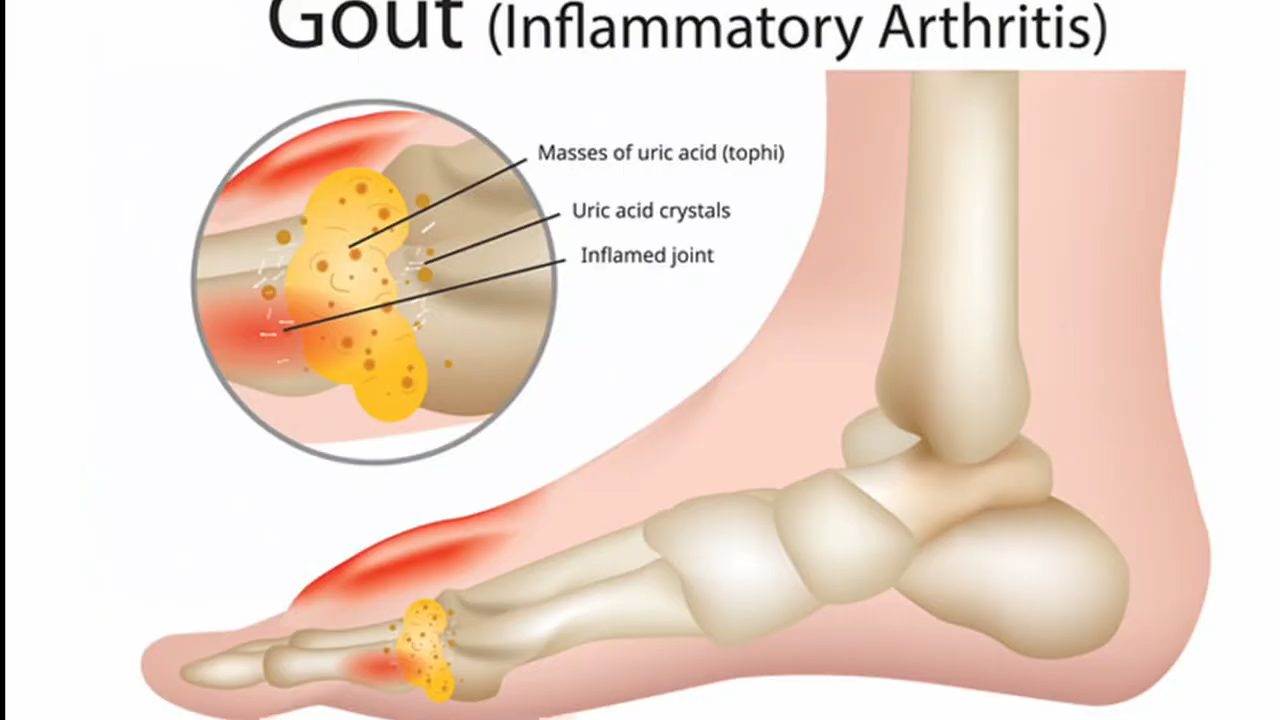 Gout (Inflammatory Arthritis)
Masses of uric acid (tophi)
Uric acid crystals
Inflamed joint